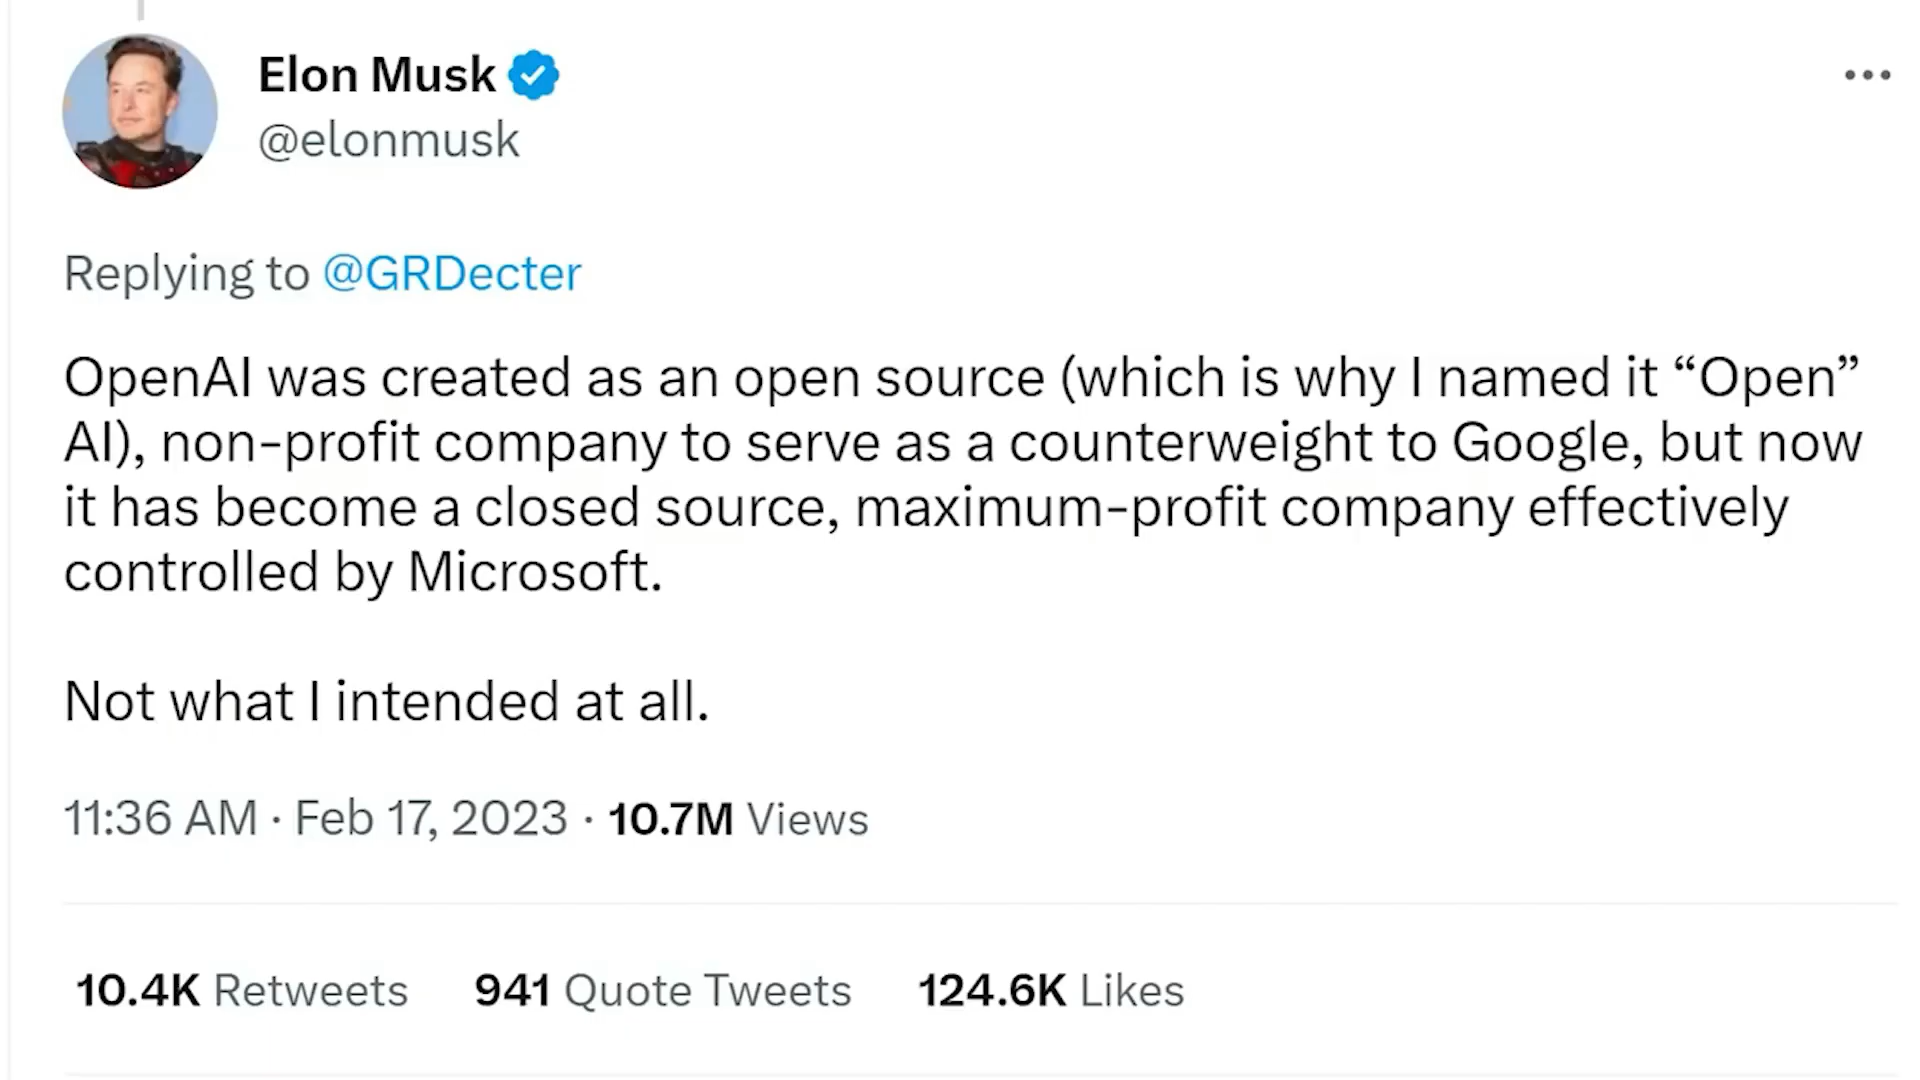 Elon Musk
@elonmusk
Replying to @GRDecter
OpenAI was created as an open source (which is why I named it “Open”
AI), non-profit company to serve as a counterweight to Google, but now
it has become a closed source, maximum-profit company effectively
controlled by Microsoft.
Not what I intended at all.
11:36 AM · Feb 17, 2023 · 10.7M Views
10.4K Retweets 941 Quote Tweets 124.6K Likes